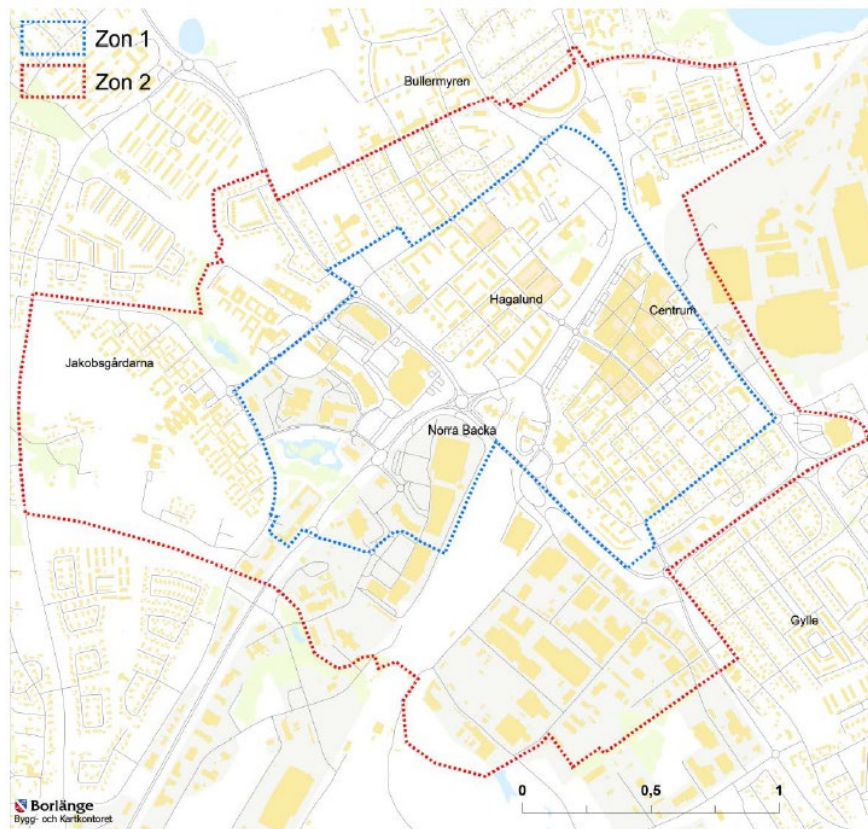 Zon 1
Zon 2
Bullermyren
Hagalund
Centrum
Jakobsgårdarna
Norra Backa
Gylle
0 0,5 1
Borlänge
Bygg- och Kartkontoret